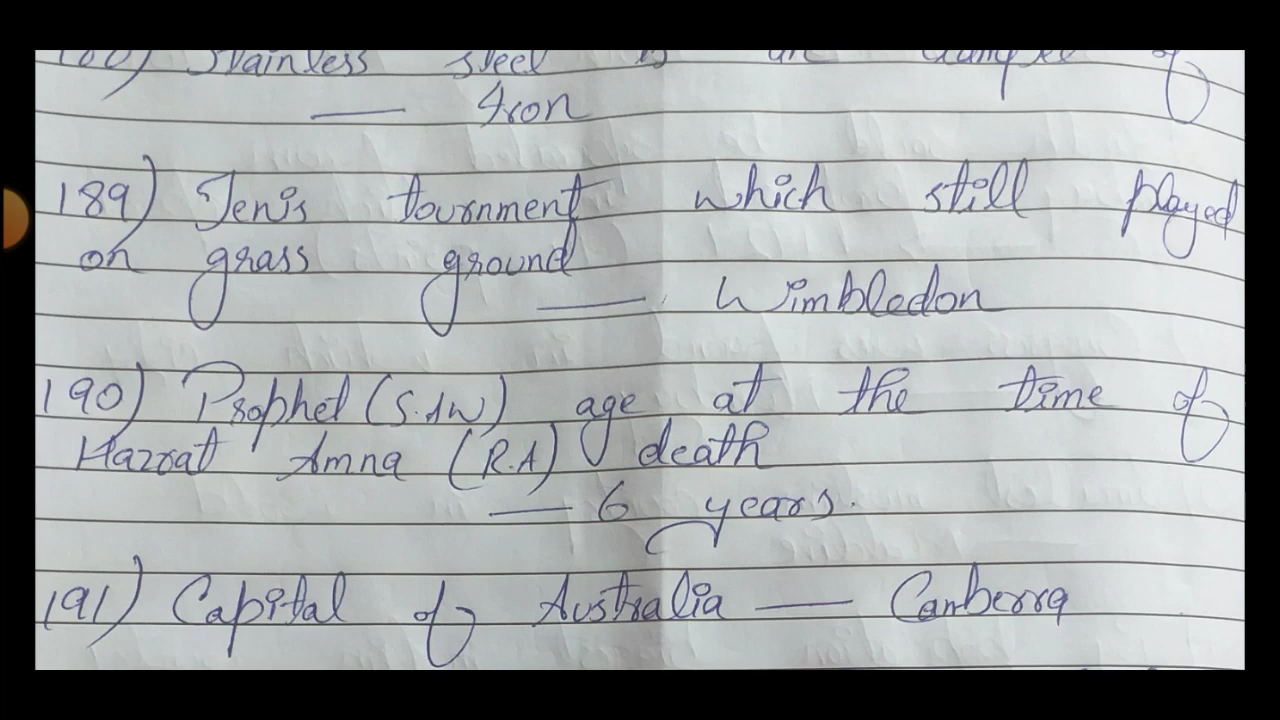 188) Stainless steel is an example of
— Iron
189) Tenis tournment which still played
on grass ground
— Wimbledon
190) Prophet (S.AW) age at the time of
Hazrat Amna (R.A) death
— 6 years.
191) Capital of Australia — Canberra